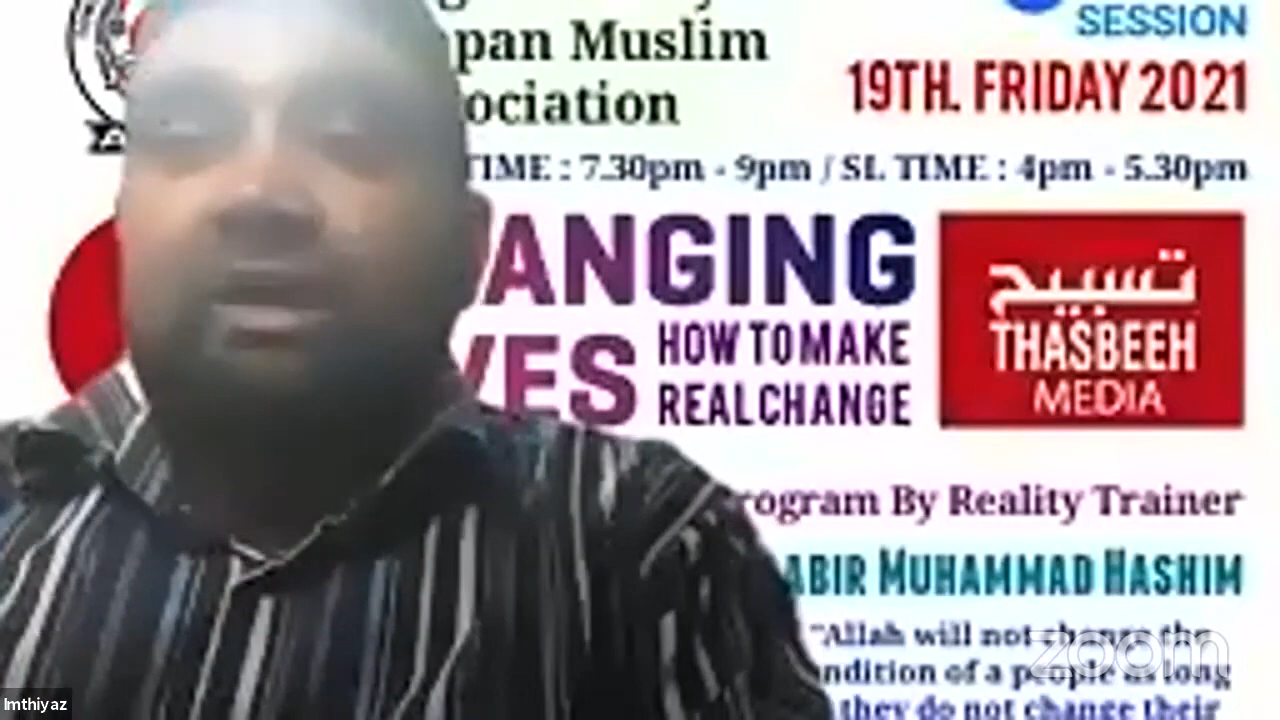 SESSION
pan Muslim
ociation
19TH. FRIDAY 2021
TIME : 7.30pm - 9pm / SL TIME : 4pm - 5.30pm
ANGING
VES
HOW TO MAKE
REAL CHANGE
تسبيح
THASBEEH
MEDIA
rogram By Reality Trainer
ABIR MUHAMMAD HASHIM
"Allah will not change the
ndition of a people as long
they do not change their
zoom
Imthiyaz